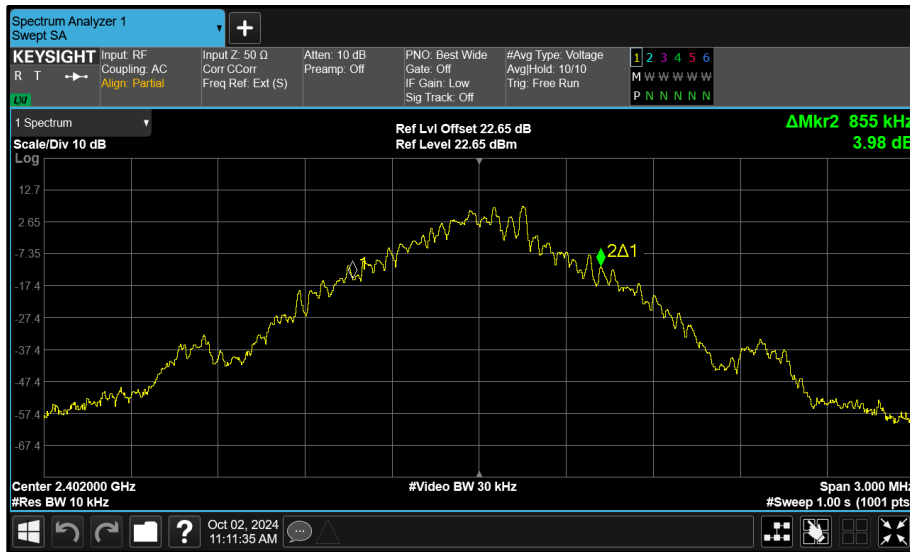 Spectrum Analyzer 1
Swept SA
+
KEYSIGHT
R T
LXI
Input: RF
Coupling: AC
Align: Partial
Input Z: 50 Ω
Corr CCorr
Freq Ref: Ext (S)
Atten: 10 dB
Preamp: Off
PNO: Best Wide
Gate: Off
IF Gain: Low
Sig Track: Off
#Avg Type: Voltage
Avg|Hold: 10/10
Trig: Free Run
1 2 3 4 5 6
M W W W W W
P N N N N N
1 Spectrum
Scale/Div 10 dB
Log
Ref Lvl Offset 22.65 dB
Ref Level 22.65 dBm
ΔMkr2 855 kHz
3.98 dB
12.7
2.65
-7.35
-17.4
-27.4
-37.4
-47.4
-57.4
-67.4
1
2Δ1
Center 2.402000 GHz
#Res BW 10 kHz
#Video BW 30 kHz
Span 3.000 MHz
#Sweep 1.00 s (1001 pts
?
Oct 02, 2024
11:11:35 AM